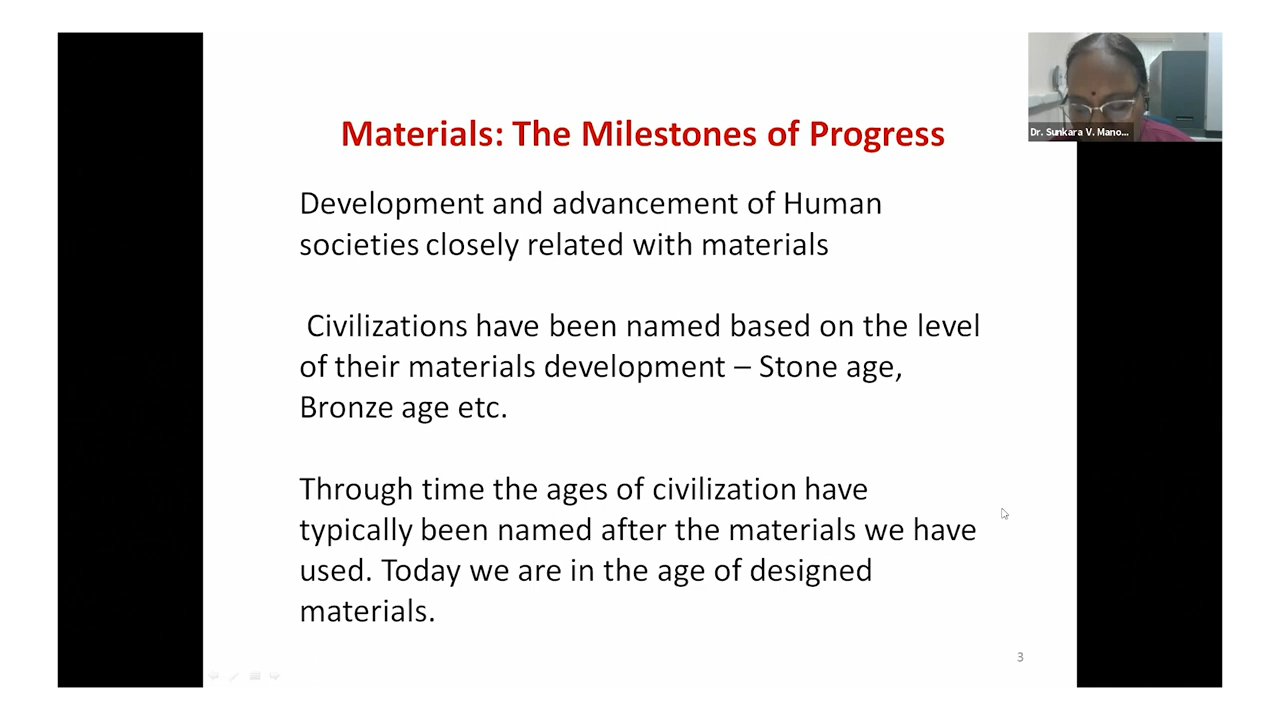 Dr. Sunkara V. Mano...
Materials: The Milestones of Progress
Development and advancement of Human
societies closely related with materials
Civilizations have been named based on the level
of their materials development – Stone age,
Bronze age etc.
Through time the ages of civilization have
typically been named after the materials we have
used. Today we are in the age of designed
materials.
3